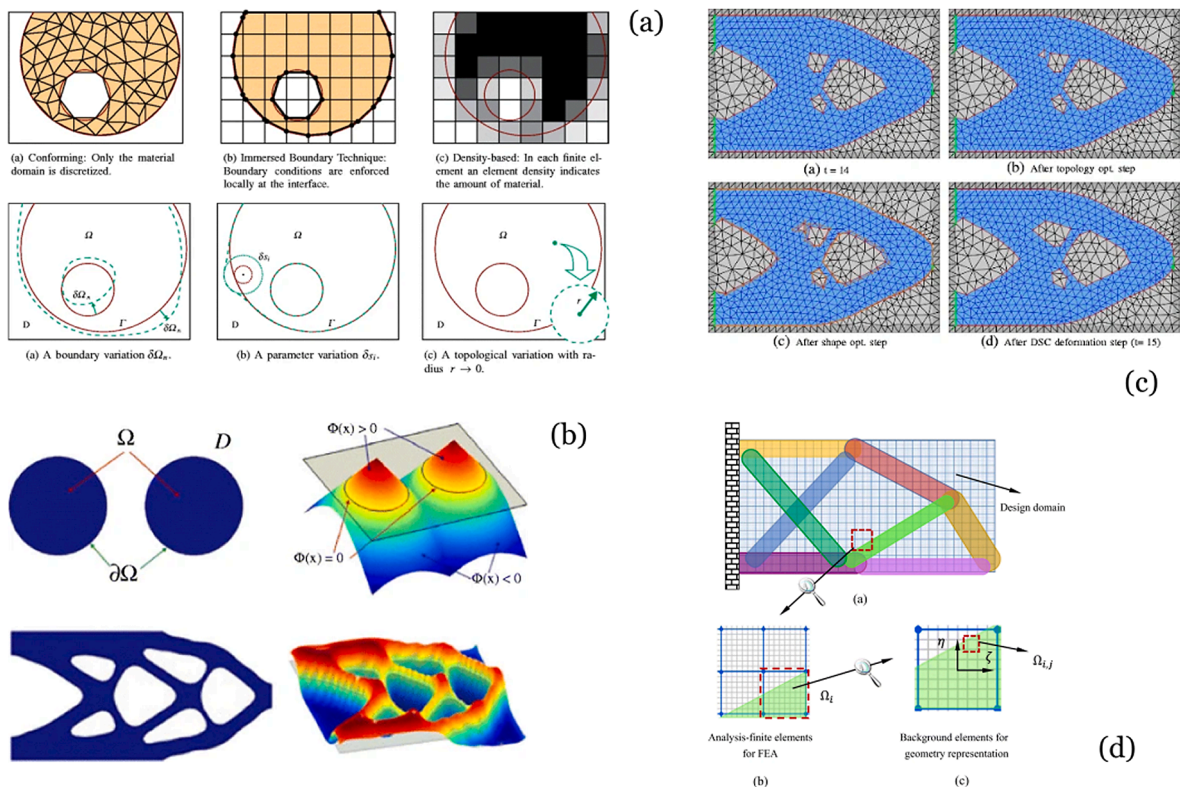 (a)
(a) Conforming: Only the material
domain is discretized.
(b) Immersed Boundary Technique:
Boundary conditions are enforced
locally at the interface.
(c) Density-based: In each finite el-
ement an element density indicates
the amount of material.
Ω
δΩn
Γ
δΩn
D
(a) A boundary variation δΩn.
Ω
δsi
Γ
D
(b) A parameter variation δsi.
Ω
r
Γ
D
(c) A topological variation with ra-
dius r → 0.
(a) t = 14
(b) After topology opt. step
(c) After shape opt. step
(d) After DSC deformation step (t= 15)
(c)
(b)
Ω
D
∂Ω
Φ(x) > 0
Φ(x) = 0
Φ(x) < 0
Design domain
(a)
Ωi
η
ζ
Ωi,j
Analysis-finite elements
for FEA
(b)
Background elements for
geometry representation
(c)
(d)